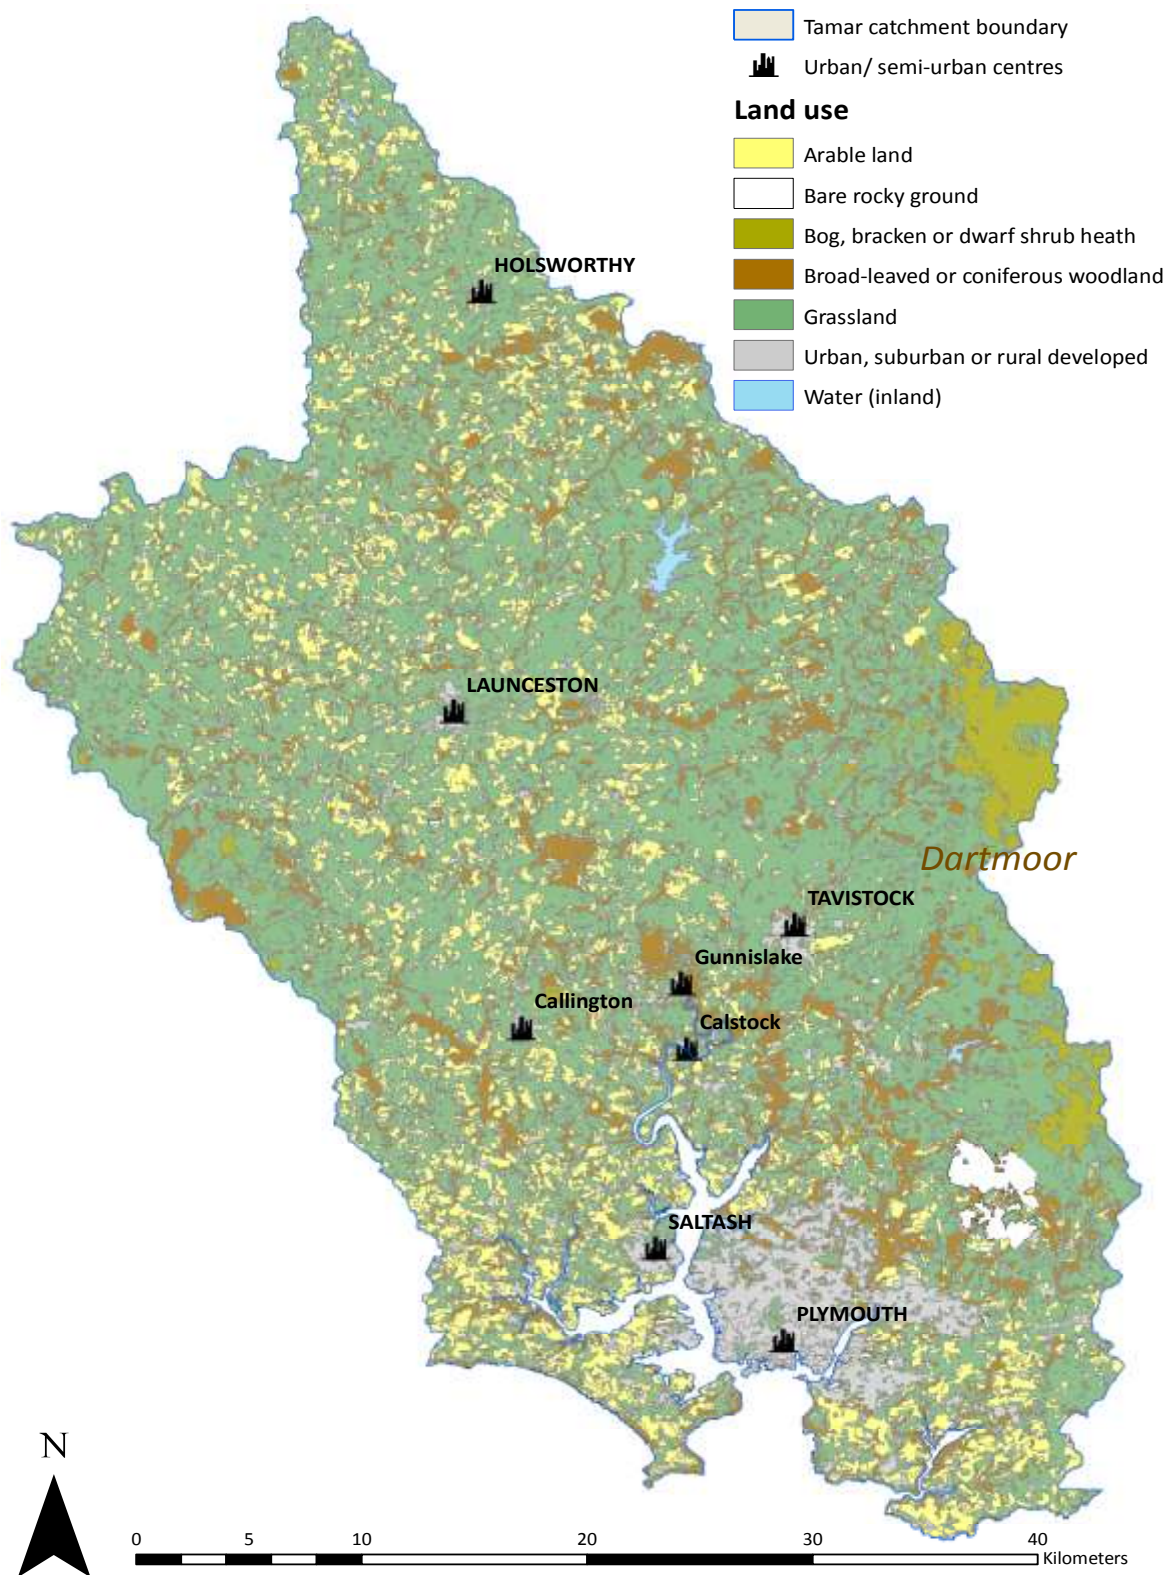 Tamar catchment boundary
Urban/ semi-urban centres
Land use
Arable land
Bare rocky ground
Bog, bracken or dwarf shrub heath
Broad-leaved or coniferous woodland
Grassland
Urban, suburban or rural developed
Water (inland)
HOLSWORTHY
LAUNCESTON
Dartmoor
TAVISTOCK
Gunnislake
Callington
Calstock
SALTASH
PLYMOUTH
N
0 5 10 20 30 40
Kilometers